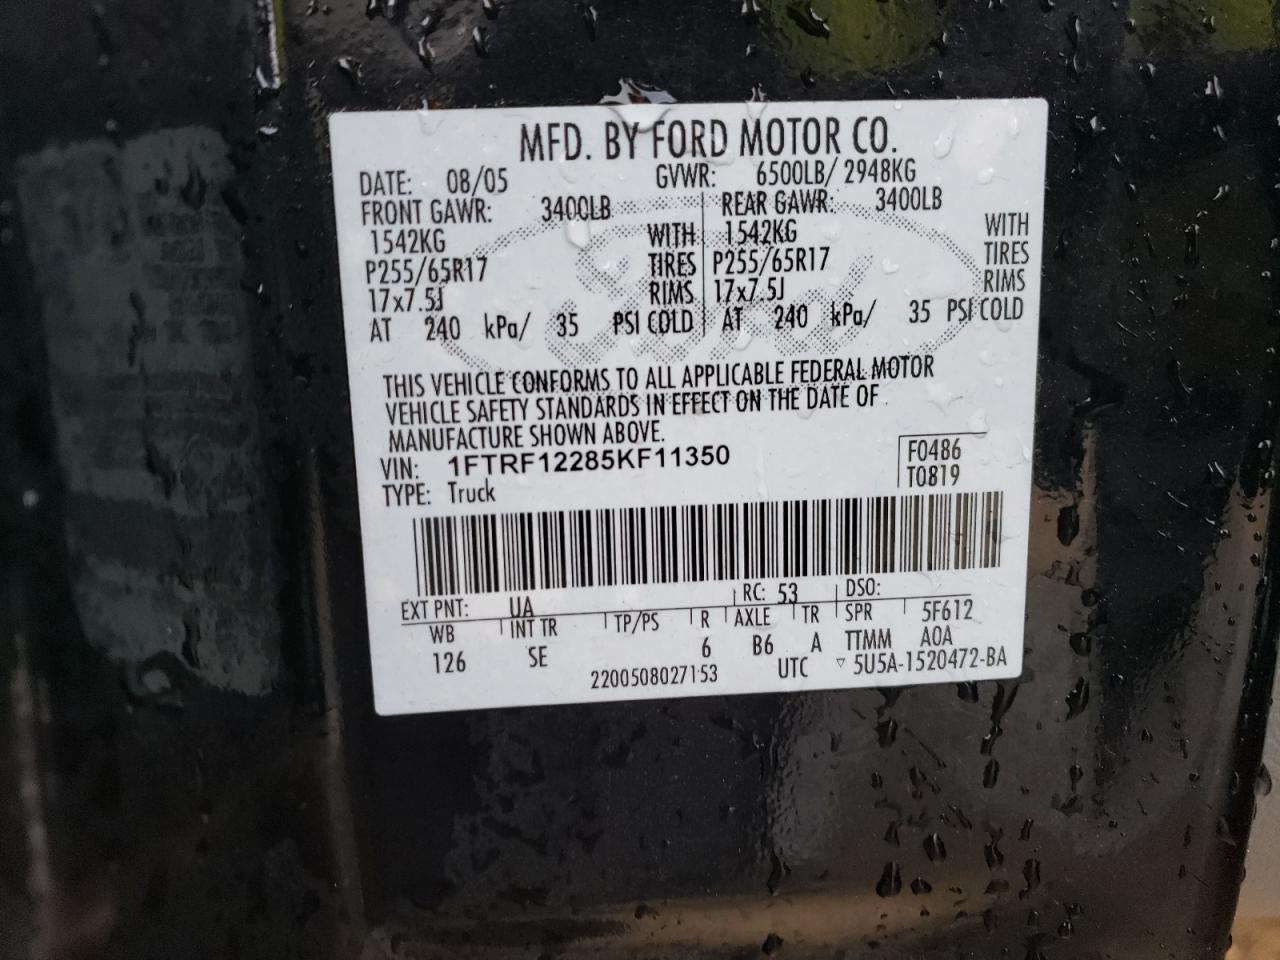 MFD. BY FORD MOTOR CO.
DATE: 08/05 GVWR: 6500LB/ 2948KG
FRONT GAWR: 3400LB REAR GAWR: 3400LB
1542KG WITH 1542KG WITH
P255/65R17 TIRES P255/65R17 TIRES
17x7.5J RIMS 17x7.5J RIMS
AT 240 kPa/ 35 PSI COLD AT 240 kPa/ 35 PSI COLD
THIS VEHICLE CONFORMS TO ALL APPLICABLE FEDERAL MOTOR
VEHICLE SAFETY STANDARDS IN EFFECT ON THE DATE OF
MANUFACTURE SHOWN ABOVE.
VIN: 1FTRF12285KF11350 F0486
TYPE: Truck T0819
EXT PNT: UA RC: 53 DSO:
WB INT TR TP/PS R AXLE TR SPR 5F612
126 SE 6 B6 A TTMM AOA
2200508027153 UTC ▽ 5U5A-1520472-BA